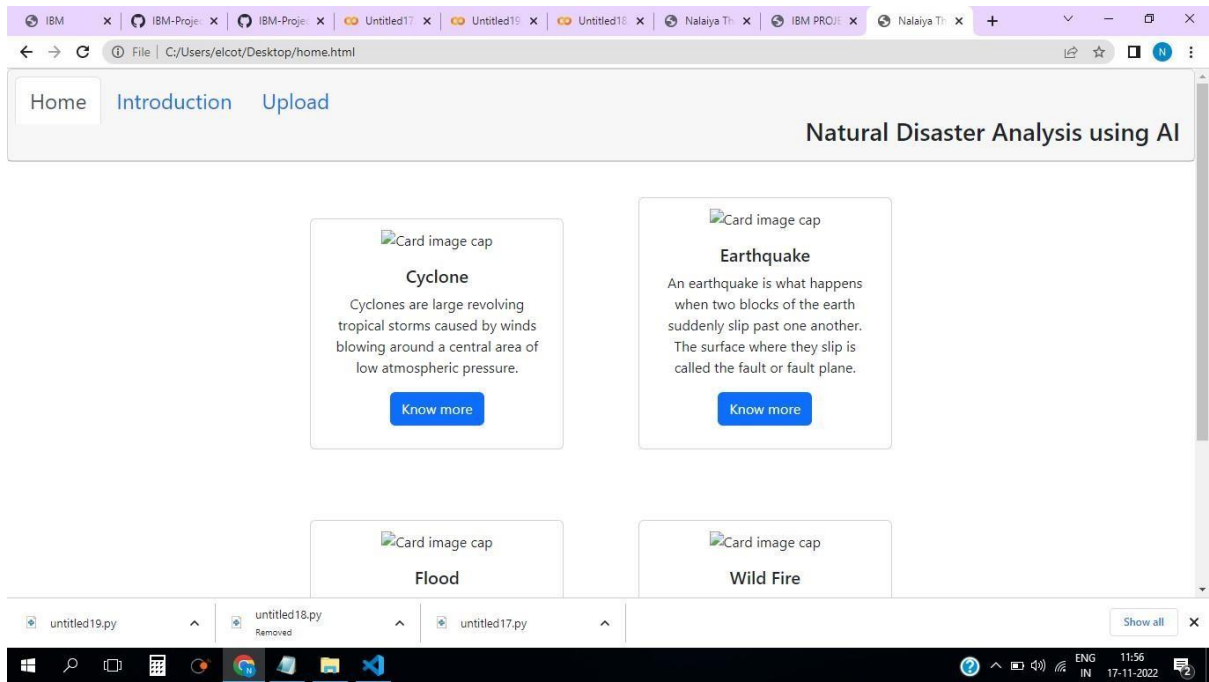 IBM
IBM-Projec
IBM-Projec
Untitled17
Untitled19
Untitled18
Nalaiya Th
IBM PROJE
Nalaiya Th
File | C:/Users/elcot/Desktop/home.html
N
Home Introduction Upload
Natural Disaster Analysis using AI
Card image cap
Cyclone
Cyclones are large revolving
tropical storms caused by winds
blowing around a central area of
low atmospheric pressure.
Know more
Card image cap
Earthquake
An earthquake is what happens
when two blocks of the earth
suddenly slip past one another.
The surface where they slip is
called the fault or fault plane.
Know more
Card image cap
Flood
Card image cap
Wild Fire
untitled19.py
untitled18.py
Removed
untitled17.py
Show all
ENG
IN
11:56
17-11-2022
2